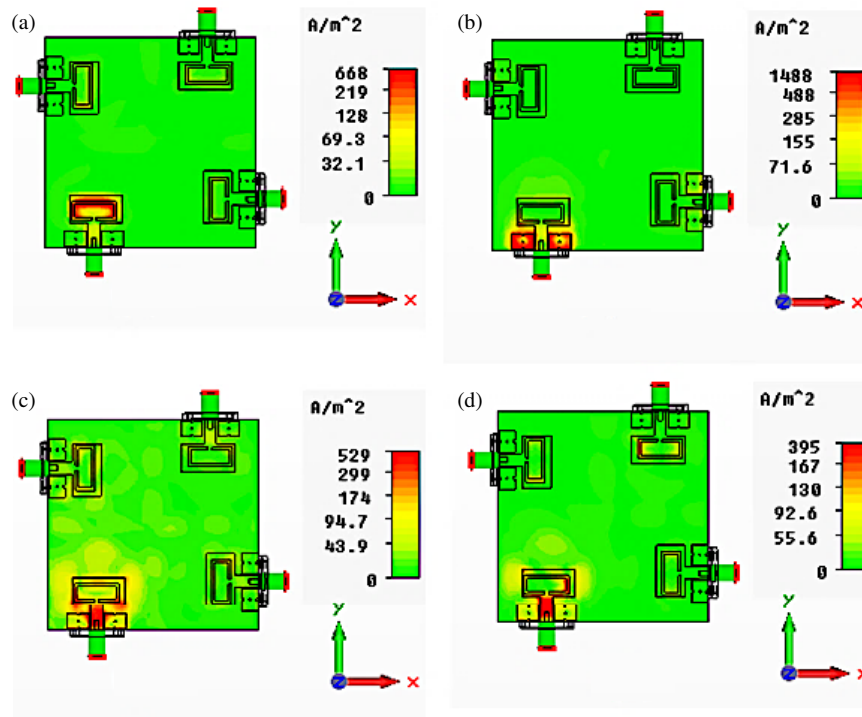 (a)
A/m^2
668
219
128
69.3
32.1
0
y
z
x
(b)
A/m^2
1488
488
285
155
71.6
0
y
z
x
(c)
A/m^2
529
299
174
94.7
43.9
0
y
z
x
(d)
A/m^2
395
167
130
92.6
55.6
0
y
z
x